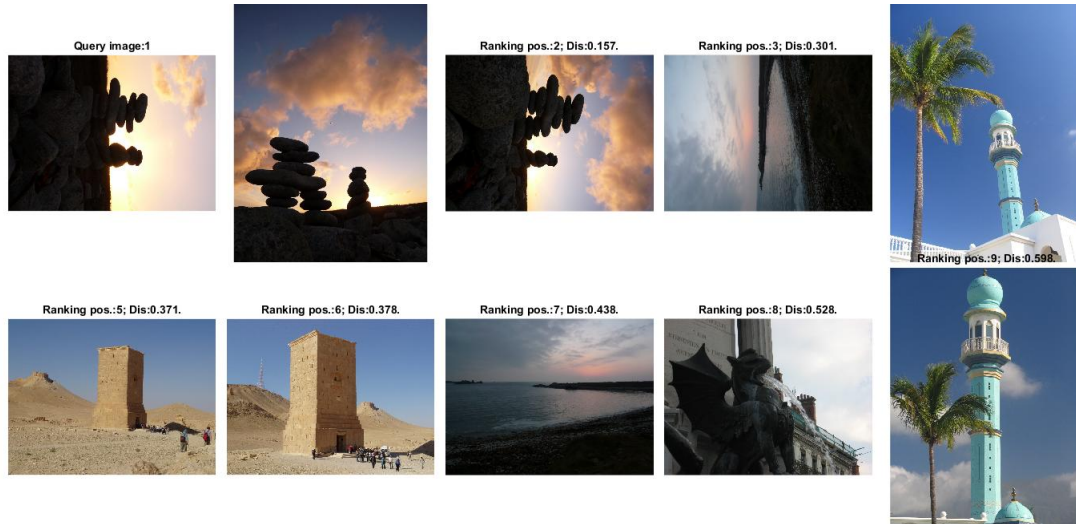 Query image:1
Ranking pos.:2; Dis:0.157.
Ranking pos.:3; Dis:0.301.
Ranking pos.:9; Dis:0.598.
Ranking pos.:5; Dis:0.371.
Ranking pos.:6; Dis:0.378.
Ranking pos.:7; Dis:0.438.
Ranking pos.:8; Dis:0.528.